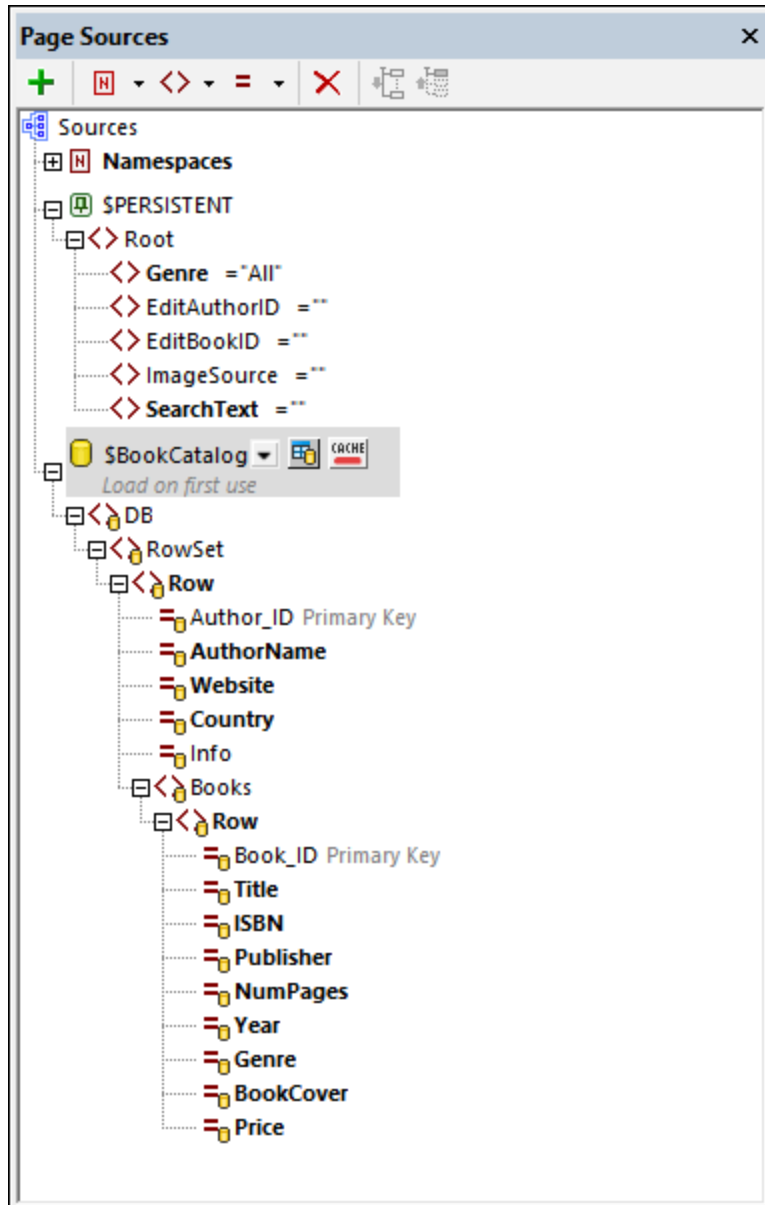 Page Sources
Sources
Namespaces
$PERSISTENT
Root
Genre =“All”
EditAuthorID =""
EditBookID =""
ImageSource =""
SearchText =""
$BookCatalog CACHE
Load on first use
DB
RowSet
Row
Author_ID Primary Key
AuthorName
Website
Country
Info
Books
Row
Book_ID Primary Key
Title
ISBN
Publisher
NumPages
Year
Genre
BookCover
Price